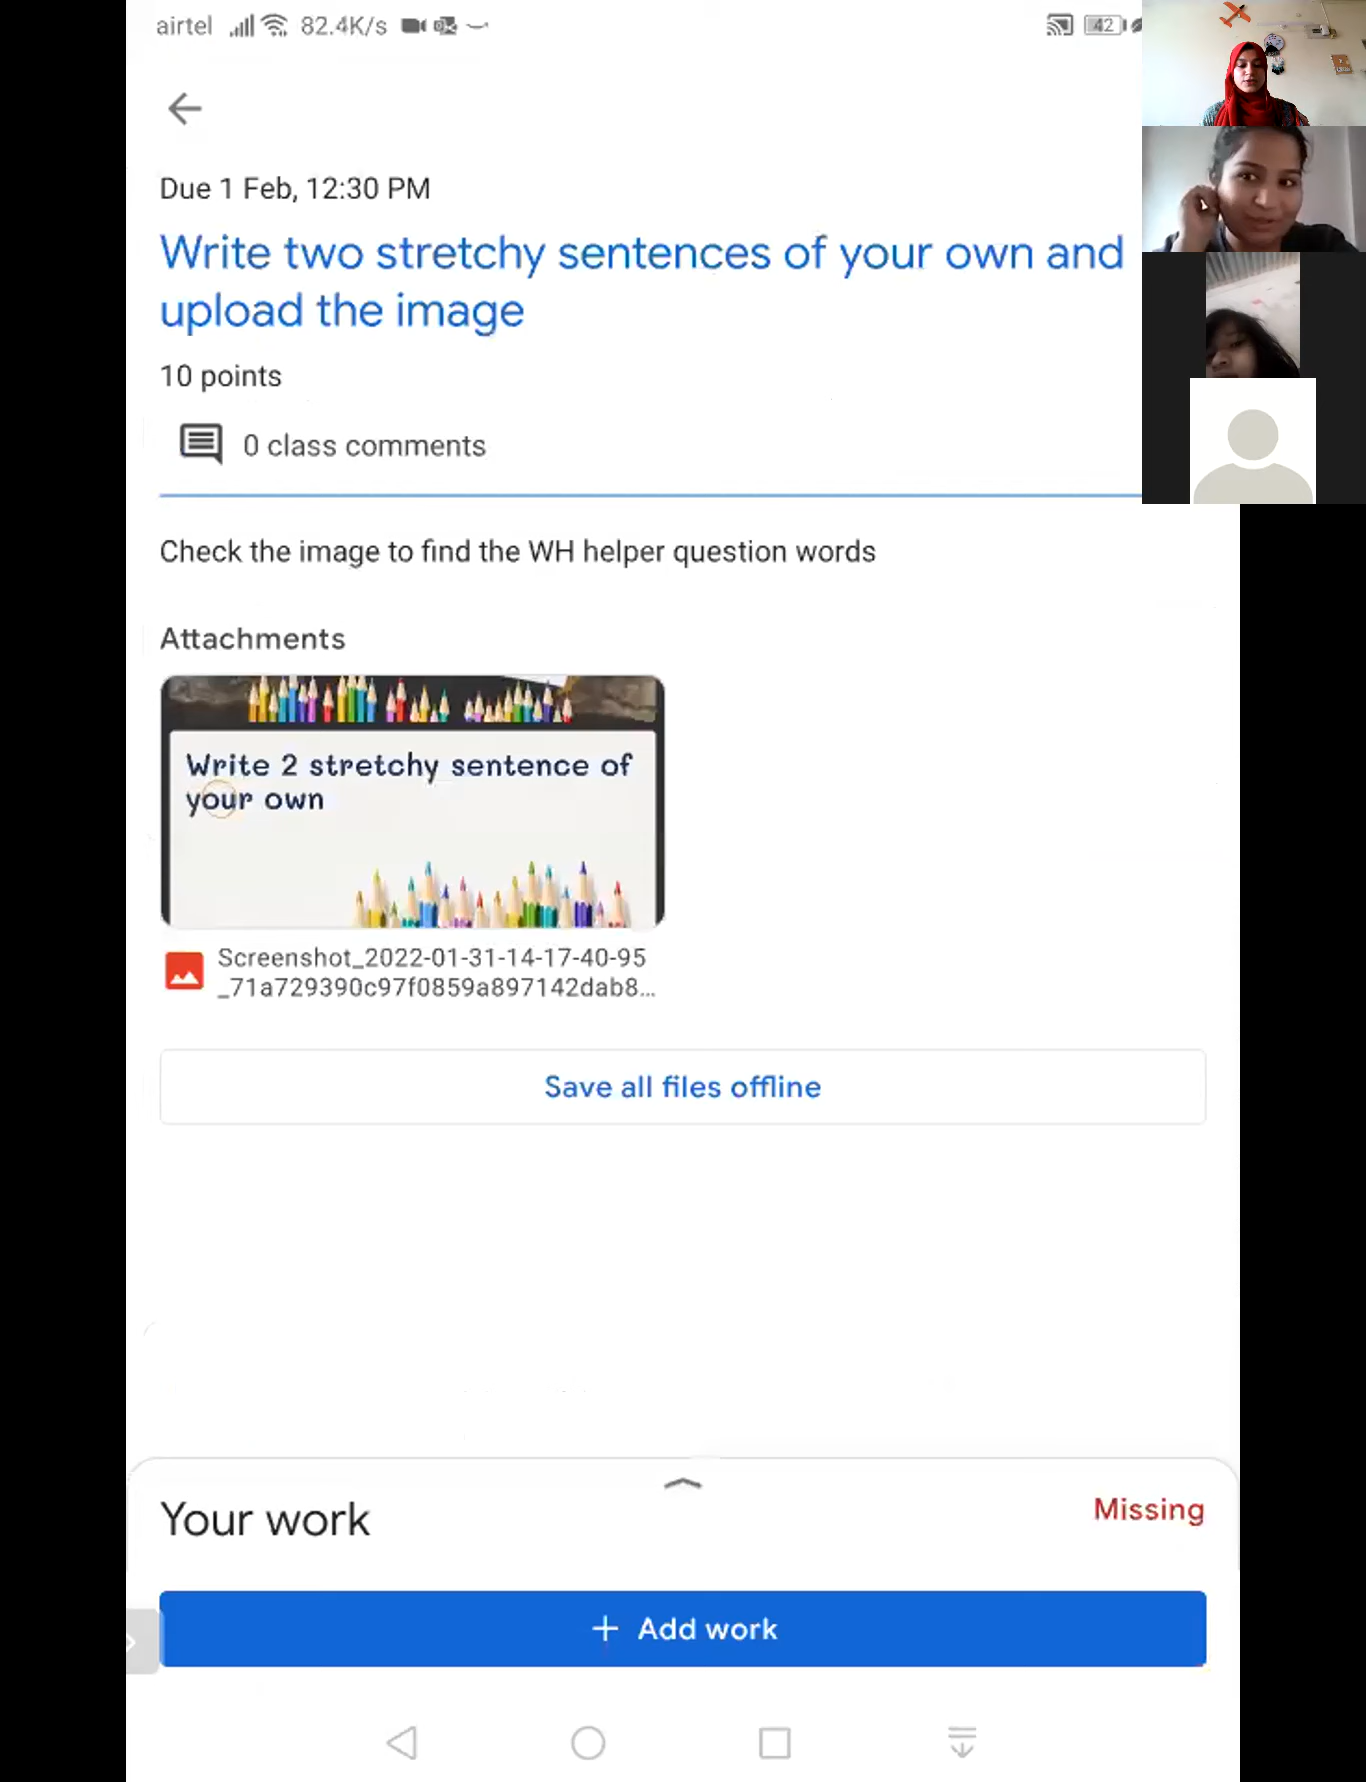 airtel 82.4K/s 42
Due 1 Feb, 12:30 PM
Write two stretchy sentences of your own and
upload the image
10 points
0 class comments
Check the image to find the WH helper question words
Attachments
Write 2 stretchy sentence of
your own
Screenshot_2022-01-31-14-17-40-95
_71a729390c97f0859a897142dab8...
Save all files offline
Your work
Missing
+ Add work